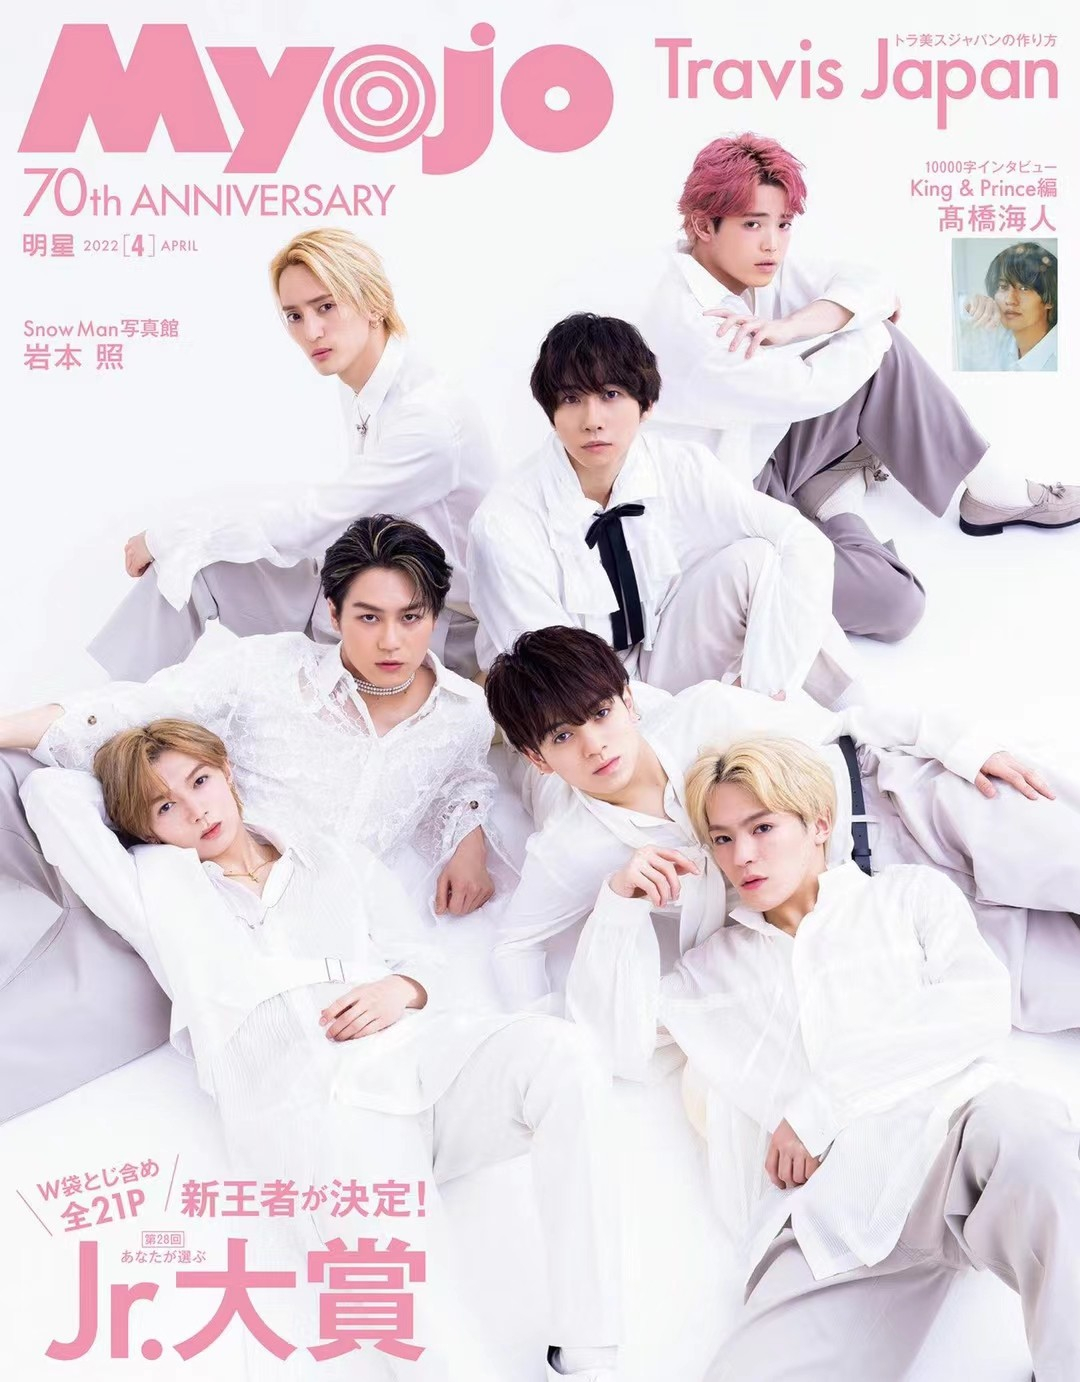 Myojo
70th ANNIVERSARY
明星 2022 [4] APRIL
Snow Man写真館
岩本 照
トラ美スジャパンの作り方
Travis Japan
10000字インタビュー
King & Prince編
髙橋海人
W袋とじ含め
全21P
新王者が決定!
第28回
あなたが選ぶ
Jr.大賞